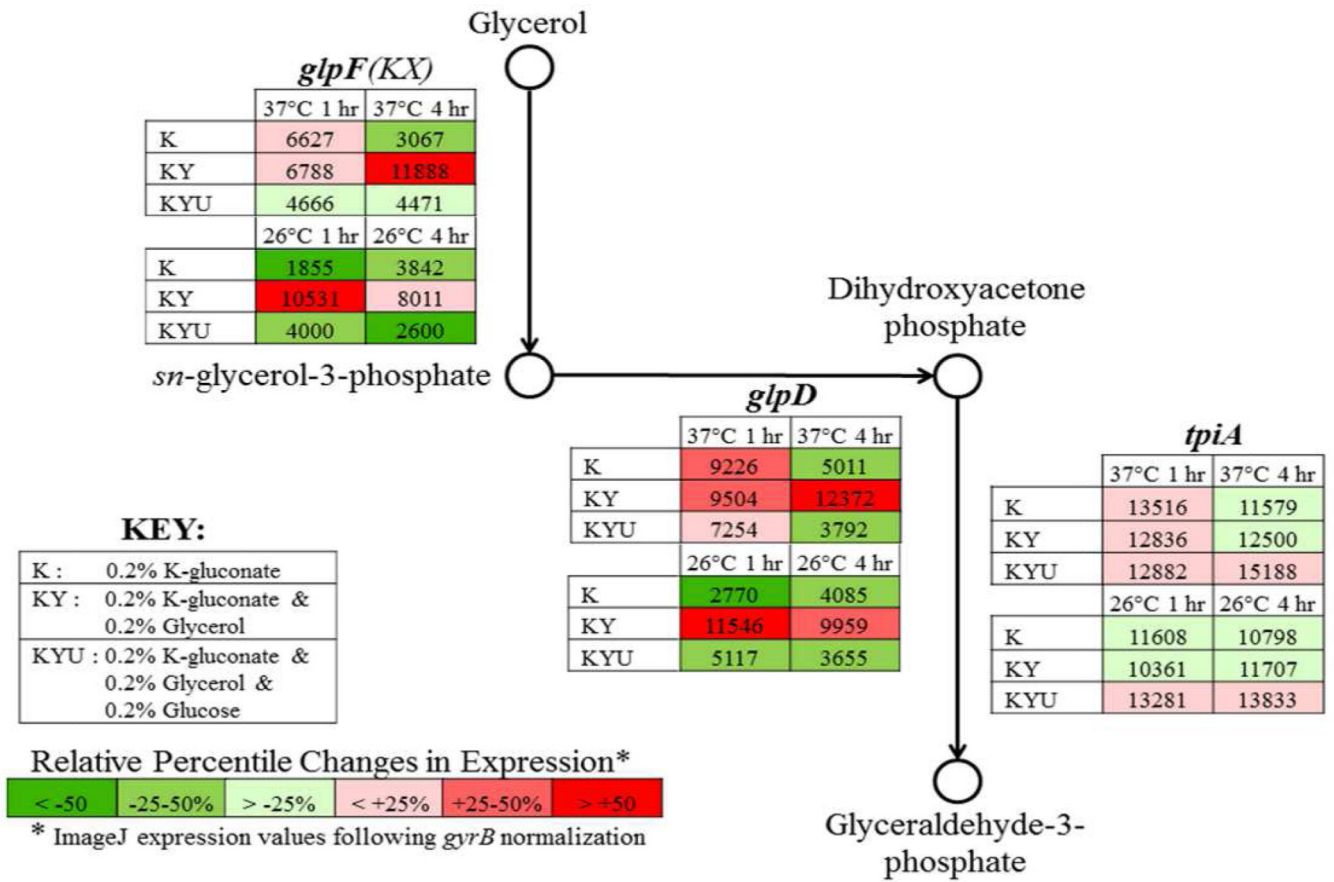 Glycerol
glpF(KX)
37°C 1 hr 37°C 4 hr
K 6627 3067
KY 6788 11888
KYU 4666 4471
26°C 1 hr 26°C 4 hr
K 1855 3842
KY 10531 8011
KYU 4000 2600
sn-glycerol-3-phosphate
Dihydroxyacetone
phosphate
glpD
37°C 1 hr 37°C 4 hr
K 9226 5011
KY 9504 12372
KYU 7254 3792
26°C 1 hr 26°C 4 hr
K 2770 4085
KY 11546 9959
KYU 5117 3655
tpiA
37°C 1 hr 37°C 4 hr
K 13516 11579
KY 12836 12500
KYU 12882 15188
26°C 1 hr 26°C 4 hr
K 11608 10798
KY 10361 11707
KYU 13281 13833
KEY:
K : 0.2% K-gluconate
KY : 0.2% K-gluconate &
0.2% Glycerol
KYU : 0.2% K-gluconate &
0.2% Glycerol &
0.2% Glucose
Relative Percentile Changes in Expression*
< -50 -25-50% > -25% < +25% +25-50% > +50
* ImageJ expression values following gyrB normalization
Glyceraldehyde-3-
phosphate